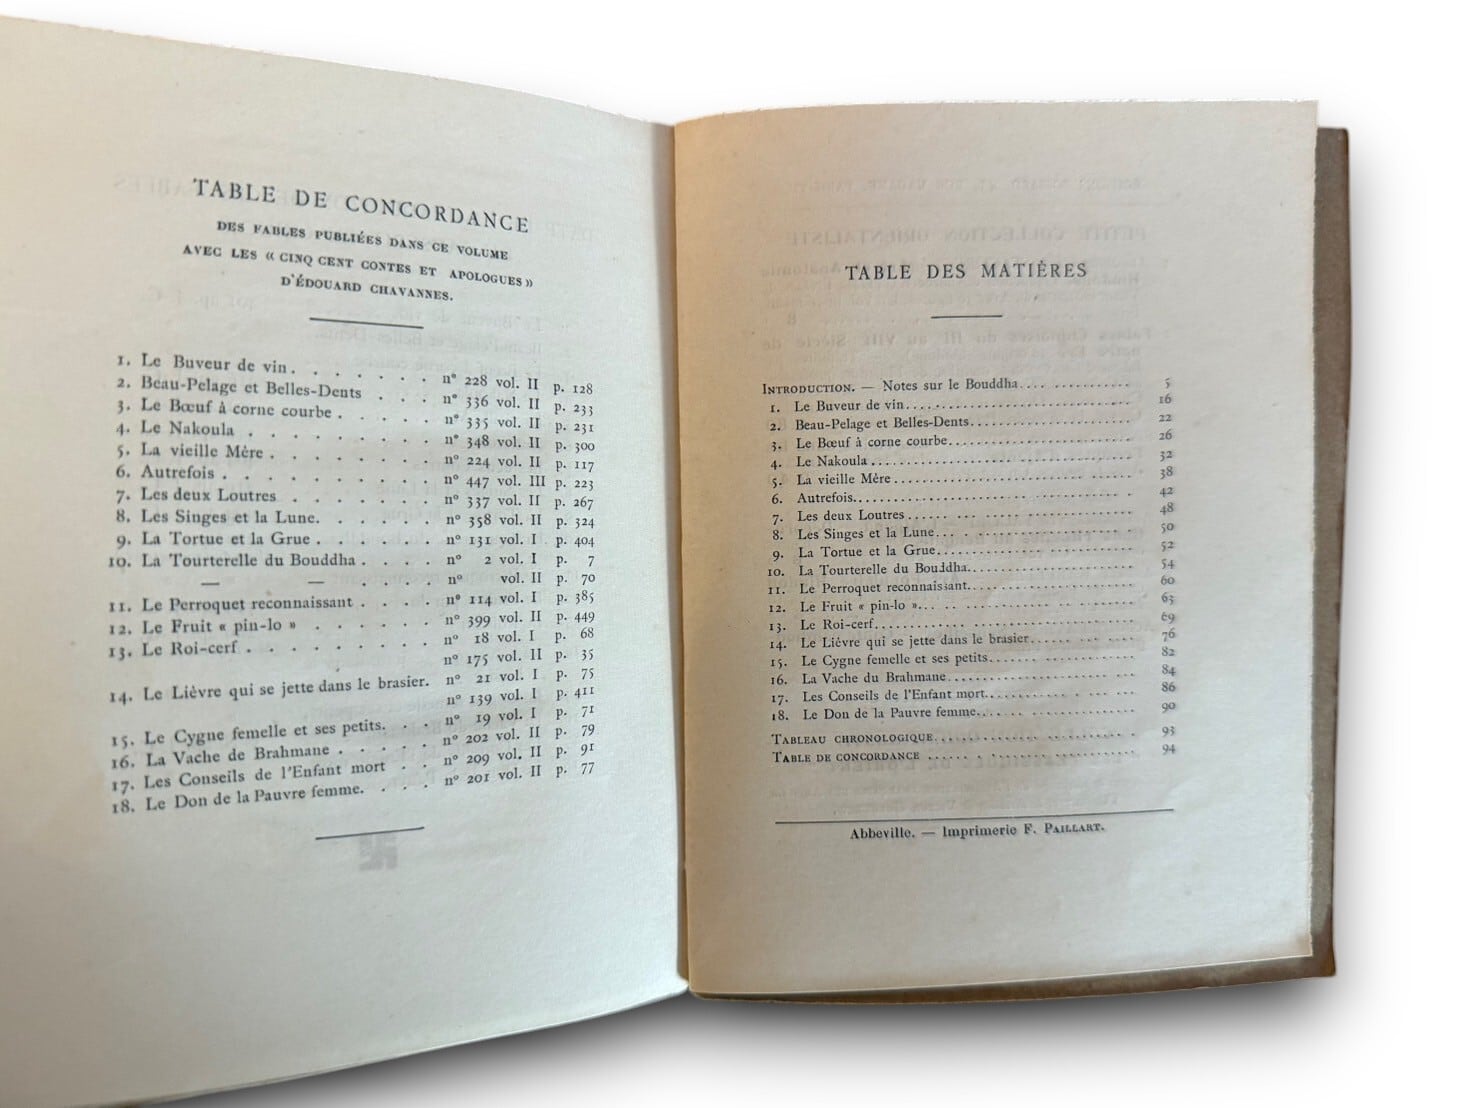 TABLE DE CONCORDANCE
DES FABLES PUBLIÉES DANS CE VOLUME
AVEC LES « CINQ CENT CONTES ET APOLOGUES »
D'ÉDOUARD CHAVANNES.
1. Le Buveur de vin. . . . . . . n° 228 vol. II p. 128
2. Beau-Pelage et Belles-Dents . . . n° 336 vol. II p. 233
3. Le Bœuf à corne courbe . . . . . n° 335 vol. II p. 231
4. Le Nakoula . . . . . . . . . n° 348 vol. II p. 300
5. La vieille Mère . . . . . . . . n° 224 vol. II p. 117
6. Autrefois . . . . . . . . . . n° 447 vol. III p. 223
7. Les deux Loutres . . . . . . . n° 337 vol. II p. 267
8. Les Singes et la Lune. . . . . . n° 358 vol. II p. 324
9. La Tortue et la Grue . . . . . . n° 131 vol. I p. 404
10. La Tourterelle du Bouddha . . . . n° 2 vol. I p. 7
— — n° vol. II p. 70
11. Le Perroquet reconnaissant . . . . n° 114 vol. I p. 385
12. Le Fruit « pin-lo » . . . . . . n° 399 vol. II p. 449
13. Le Roi-cerf . . . . . . . . . n° 18 vol. I p. 68
n° 175 vol. II p. 35
14. Le Lièvre qui se jette dans le brasier. n° 21 vol. I p. 75
n° 139 vol. I p. 411
15. Le Cygne femelle et ses petits. . . n° 19 vol. I p. 71
16. La Vache de Brahmane . . . . . n° 202 vol. II p. 79
17. Les Conseils de l'Enfant mort . . n° 209 vol. II p. 91
18. Le Don de la Pauvre femme. . . . n° 201 vol. II p. 77
TABLE DES MATIÈRES
INTRODUCTION. — Notes sur le Bouddha. . . . . . . . . . . . . 5
1. Le Buveur de vin. . . . . . . . . . . . . . . . . . . . 16
2. Beau-Pelage et Belles-Dents. . . . . . . . . . . . . . . . 22
3. Le Bœuf à corne courbe. . . . . . . . . . . . . . . . . . 26
4. Le Nakoula . . . . . . . . . . . . . . . . . . . . . . 32
5. La vieille Mère . . . . . . . . . . . . . . . . . . . . 38
6. Autrefois. . . . . . . . . . . . . . . . . . . . . . . 42
7. Les deux Loutres . . . . . . . . . . . . . . . . . . . . 48
8. Les Singes et la Lune. . . . . . . . . . . . . . . . . . 50
9. La Tortue et la Grue. . . . . . . . . . . . . . . . . . . 52
10. La Tourterelle du Bouddha. . . . . . . . . . . . . . . . 54
11. Le Perroquet reconnaissant. . . . . . . . . . . . . . . . 60
12. Le Fruit « pin-lo ». . . . . . . . . . . . . . . . . . . 63
13. Le Roi-cerf. . . . . . . . . . . . . . . . . . . . . . 69
14. Le Lièvre qui se jette dans le brasier. . . . . . . . . . . 76
15. Le Cygne femelle et ses petits. . . . . . . . . . . . . . 82
16. La Vache du Brahmane. . . . . . . . . . . . . . . . . . 84
17. Les Conseils de l'Enfant mort. . . . . . . . . . . . . . . 86
18. Le Don de la Pauvre femme. . . . . . . . . . . . . . . . 90
TABLEAU CHRONOLOGIQUE. . . . . . . . . . . . . . . . . . . 93
TABLE DE CONCORDANCE . . . . . . . . . . . . . . . . . . . 94
Abbeville. — Imprimerie F. PAILLART.